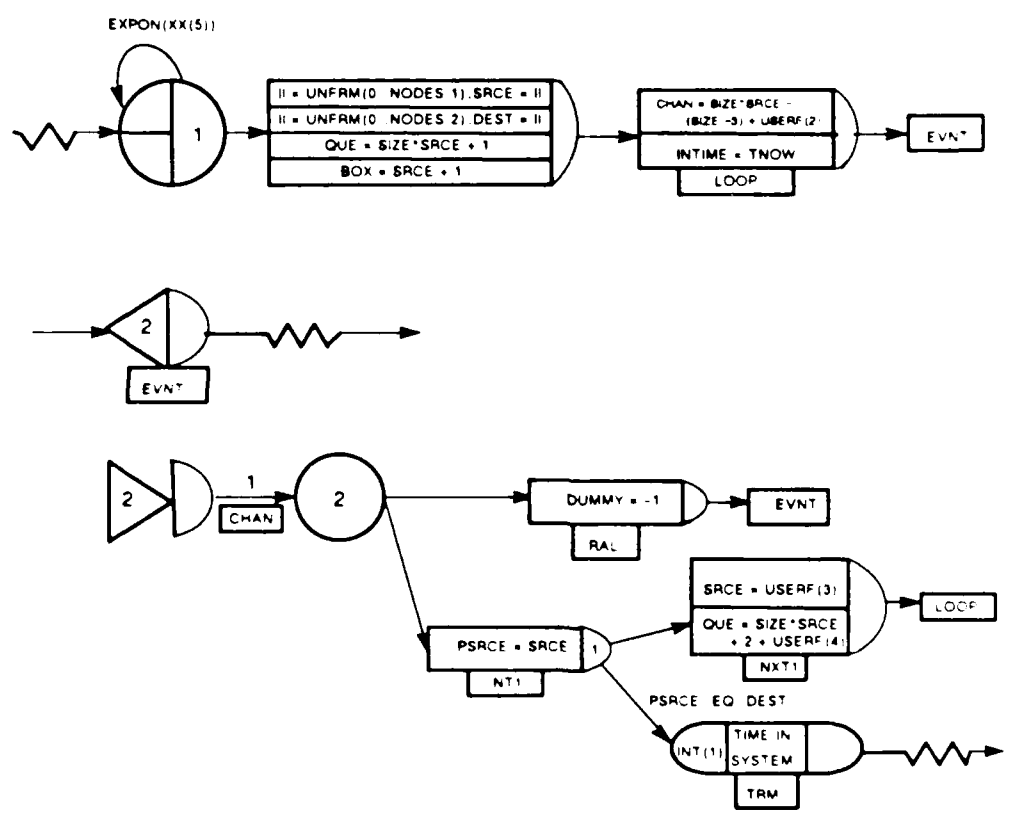 EXPON(XX(5))
1
II = UNFRM(0 .NODES 1).SRCE = II
II = UNFRM(0 .NODES 2).DEST = II
QUE = SIZE*SRCE + 1
BOX = SRCE + 1
CHAN = SIZE*SRCE -
(SIZE -3) + USERF(2)
INTIME = TNOW
LOOP
EVNT
2
EVNT
2
1
CHAN
2
DUMMY = -1
RAL
EVNT
PSRCE = SRCE
1
NT1
SRCE = USERF(3)
QUE = SIZE*SRCE
+ 2 + USERF(4)
NXT1
LOOP
PSRCE EQ DEST
INT(1)
TIME IN
SYSTEM
TRM